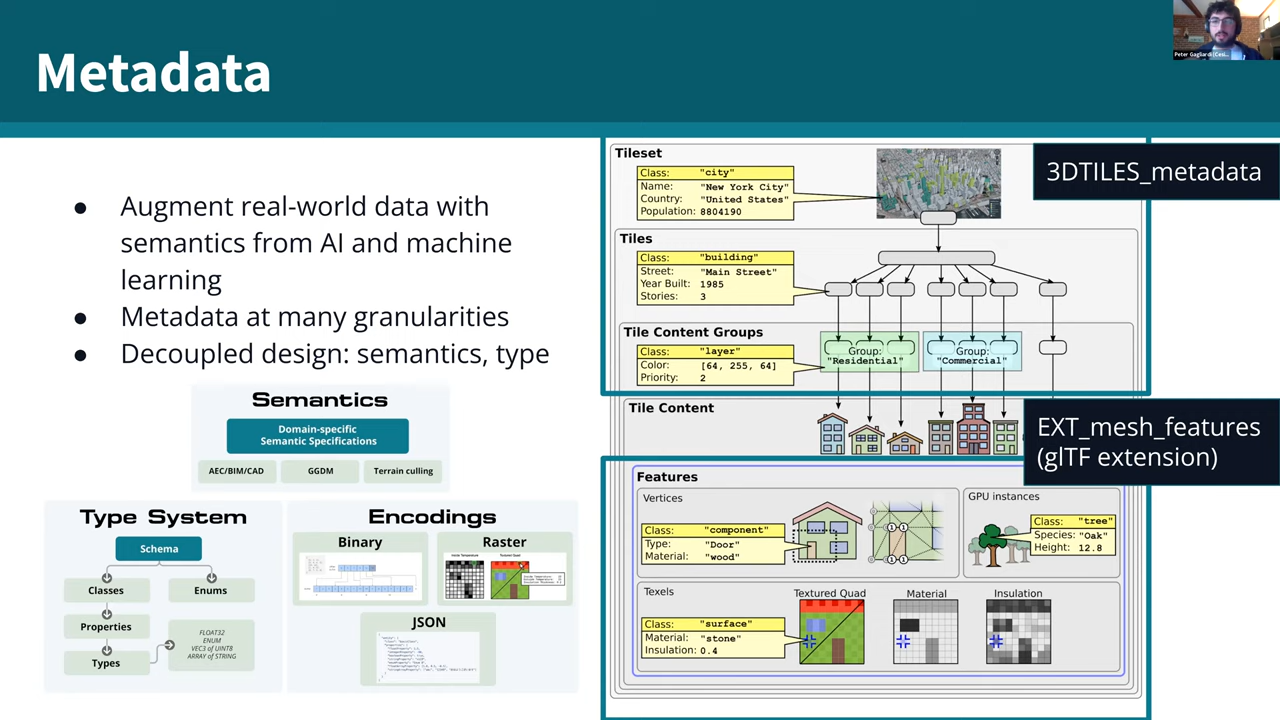 Metadata
Peter Gagliardi (Cesi...
● Augment real-world data with
semantics from AI and machine
learning
● Metadata at many granularities
● Decoupled design: semantics, type
Semantics
Domain-specific
Semantic Specifications
AEC/BIM/CAD
GGDM
Terrain culling
Type System
Schema
Classes
Enums
Properties
Types
FLOAT32
ENUM
VEC3 of UINT8
ARRAY of STRING
Encodings
Binary
Raster
JSON
3DTILES_metadata
Tileset
Class: "city"
Name: "New York City"
Country: "United States"
Population: 8804190
Tiles
Class: "building"
Street: "Main Street"
Year Built: 1985
Stories: 3
Tile Content Groups
Class: "layer"
Color: [64, 255, 64]
Priority: 2
Group:
"Residential"
Group:
"Commercial"
Tile Content
EXT_mesh_features
(glTF extension)
Features
Vertices
Class: "component"
Type: "Door"
Material: "wood"
GPU instances
Class: "tree"
Species: "Oak"
Height: 12.8
Texels
Class: "surface"
Material: "stone"
Insulation: 0.4
Textured Quad
Material
Insulation